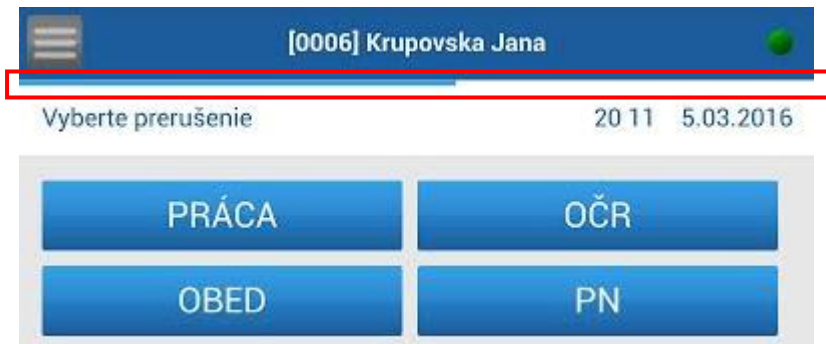 [0006] Krupovska Jana
Vyberte prerušenie 20 11 5.03.2016
PRÁCA OČR
OBED PN